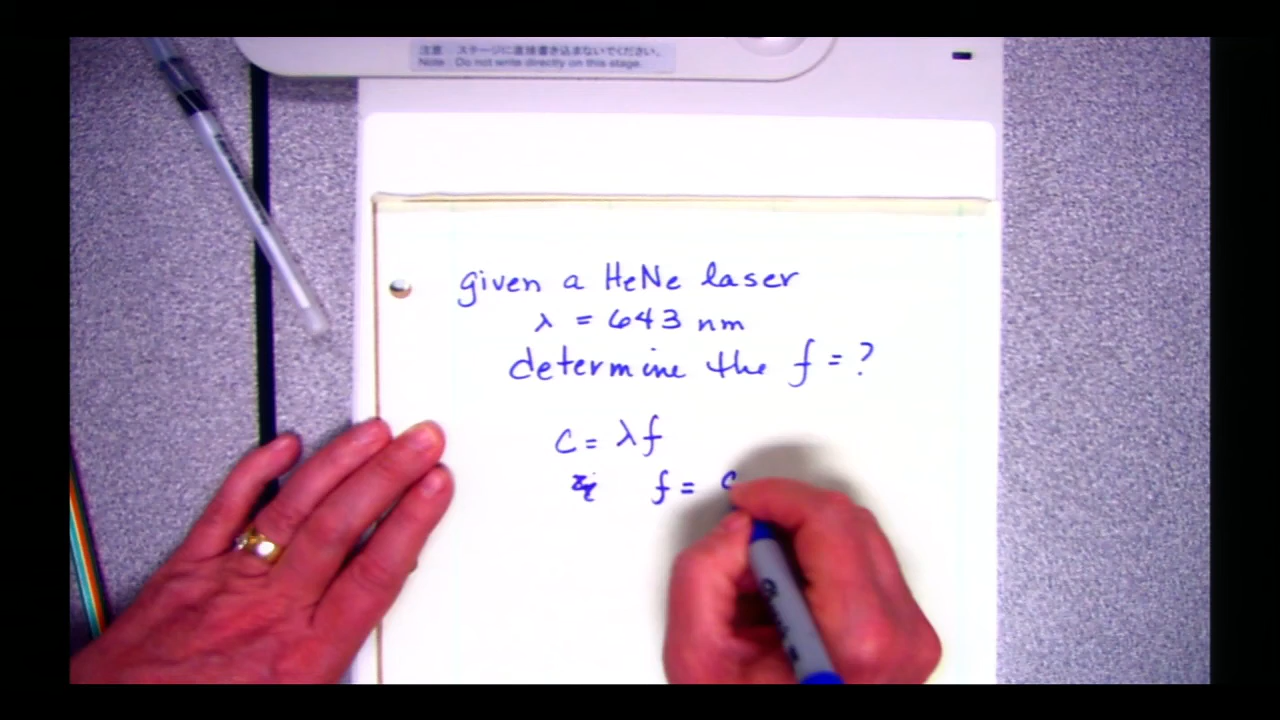 注意 : ステージに直接書き込まないでください。
Note : Do not write directly on this stage.
given a HeNe laser
λ = 643 nm
determine the f = ?
c = λf
f = c